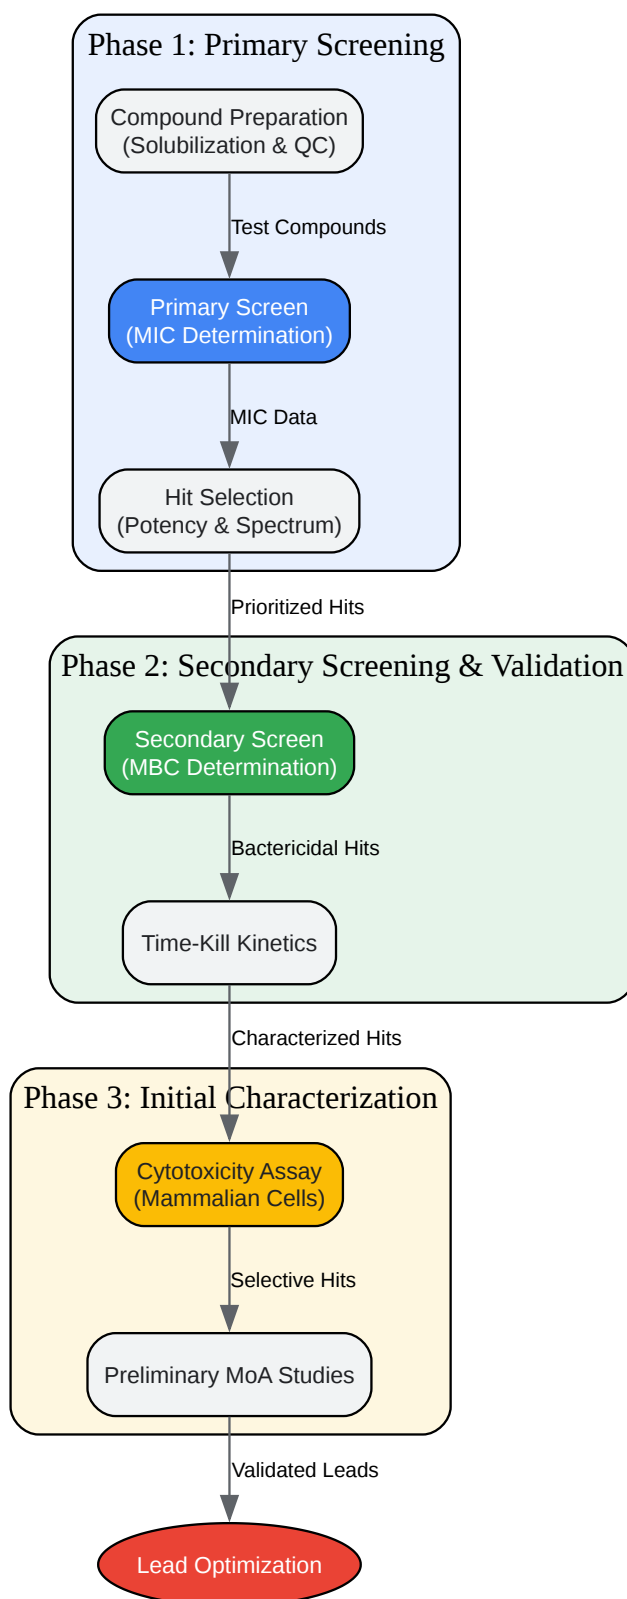 Phase 1: Primary Screening
Compound Preparation
(Solubilization & QC)
Test Compounds
Primary Screen
(MIC Determination)
MIC Data
Hit Selection
(Potency & Spectrum)
Prioritized Hits
Phase 2: Secondary Screening & Validation
Secondary Screen
(MBC Determination)
Bactericidal Hits
Time-Kill Kinetics
Characterized Hits
Phase 3: Initial Characterization
Cytotoxicity Assay
(Mammalian Cells)
Selective Hits
Preliminary MoA Studies
Validated Leads
Lead Optimization